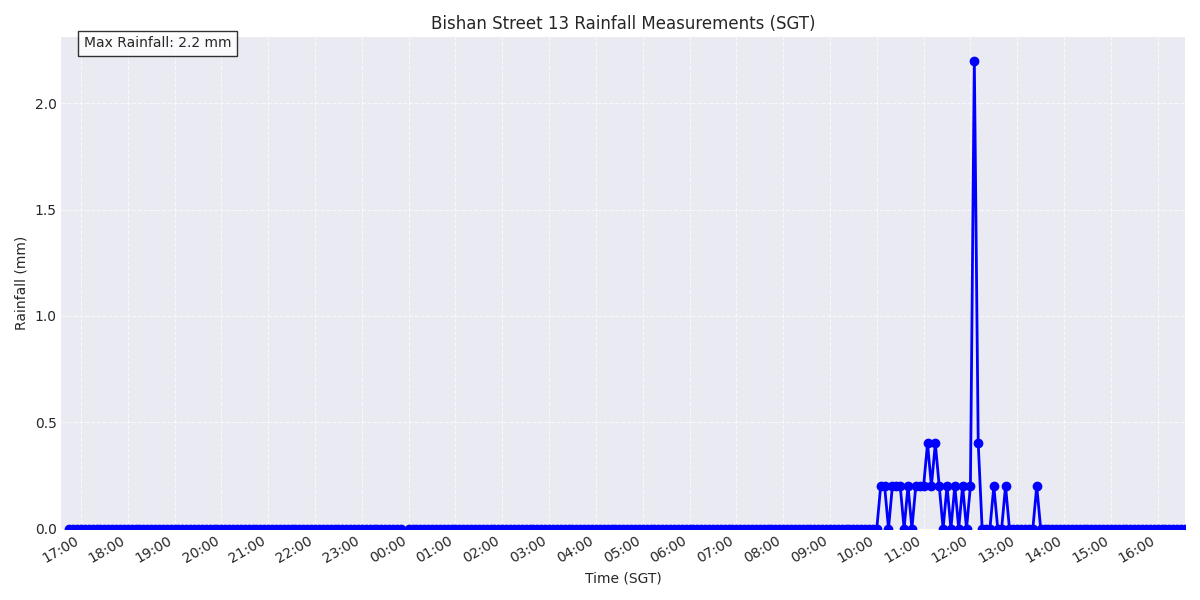 Bishan Street 13 Rainfall Measurements (SGT)
Max Rainfall: 2.2 mm
2.0
1.5
1.0
0.5
0.0
Rainfall (mm)
17:00 18:00 19:00 20:00 21:00 22:00 23:00 00:00 01:00 02:00 03:00 04:00 05:00 06:00 07:00 08:00 09:00 10:00 11:00 12:00 13:00 14:00 15:00 16:00
Time (SGT)